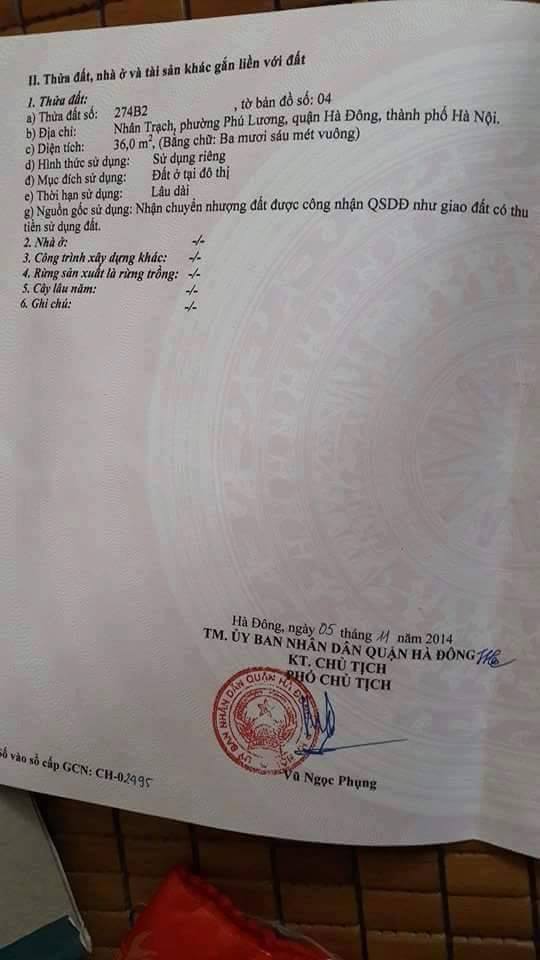 II. Thửa đất, nhà ở và tài sản khác gắn liền với đất
1. Thửa đất:
a) Thửa đất số: 274B2 , tờ bản đồ số: 04
b) Địa chỉ: Nhân Trạch, phường Phú Lương, quận Hà Đông, thành phố Hà Nội.
c) Diện tích: 36,0 m², (Bằng chữ: Ba mươi sáu mét vuông)
d) Hình thức sử dụng: Sử dụng riêng
đ) Mục đích sử dụng: Đất ở tại đô thị
e) Thời hạn sử dụng: Lâu dài
g) Nguồn gốc sử dụng: Nhận chuyển nhượng đất được công nhận QSDĐ như giao đất có thu
tiền sử dụng đất.
2. Nhà ở: -/-
3. Công trình xây dựng khác: -/-
4. Rừng sản xuất là rừng trồng: -/-
5. Cây lâu năm: -/-
6. Ghi chú: -/-
Hà Đông, ngày 05 tháng 11 năm 2014
TM. ỦY BAN NHÂN DÂN QUẬN HÀ ĐÔNG
KT. CHỦ TỊCH
PHÓ CHỦ TỊCH
ỦY BAN NHÂN DÂN QUẬN HÀ
Vũ Ngọc Phụng
Số vào sổ cấp GCN: CH-02495